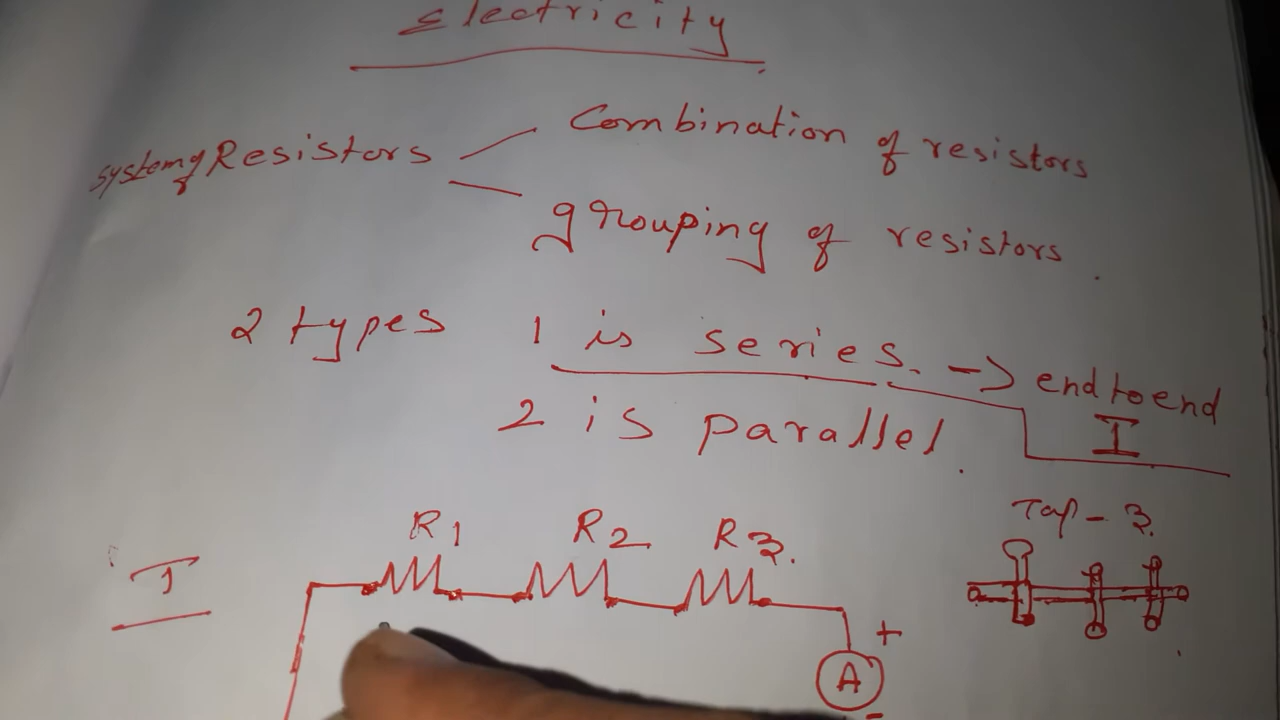 Electricity
system of Resistors
Combination of resistors
grouping of resistors
2 types
1 is series. -> end to end
I
2 is parallel.
R1 R2 R3.
Tap - 3
I
+
A
-